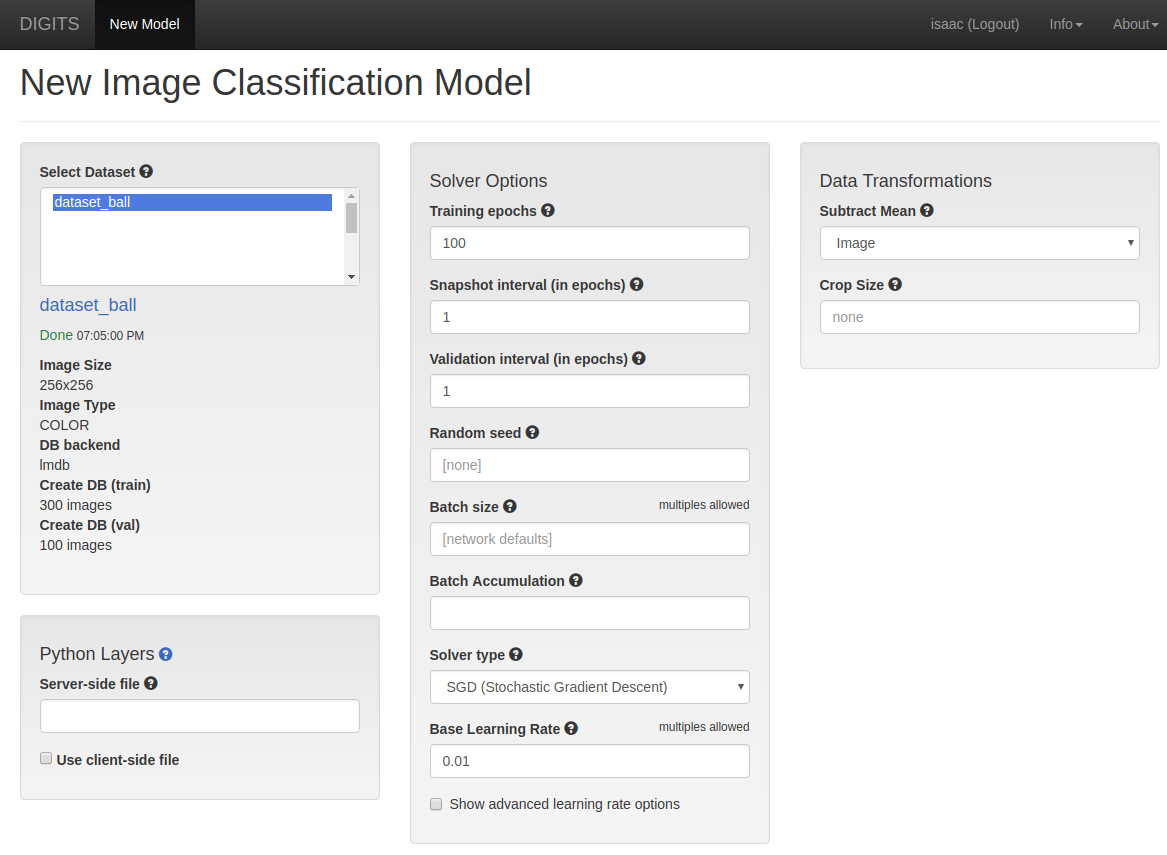 DIGITS
New Model
isaac (Logout)
Info
About
New Image Classification Model
Select Dataset
dataset_ball
dataset_ball
Done 07:05:00 PM
Image Size
256x256
Image Type
COLOR
DB backend
lmdb
Create DB (train)
300 images
Create DB (val)
100 images
Python Layers
Server-side file
Use client-side file
Solver Options
Training epochs
100
Snapshot interval (in epochs)
1
Validation interval (in epochs)
1
Random seed
[none]
Batch size
multiples allowed
[network defaults]
Batch Accumulation
Solver type
SGD (Stochastic Gradient Descent)
Base Learning Rate
multiples allowed
0.01
Show advanced learning rate options
Data Transformations
Subtract Mean
Image
Crop Size
none